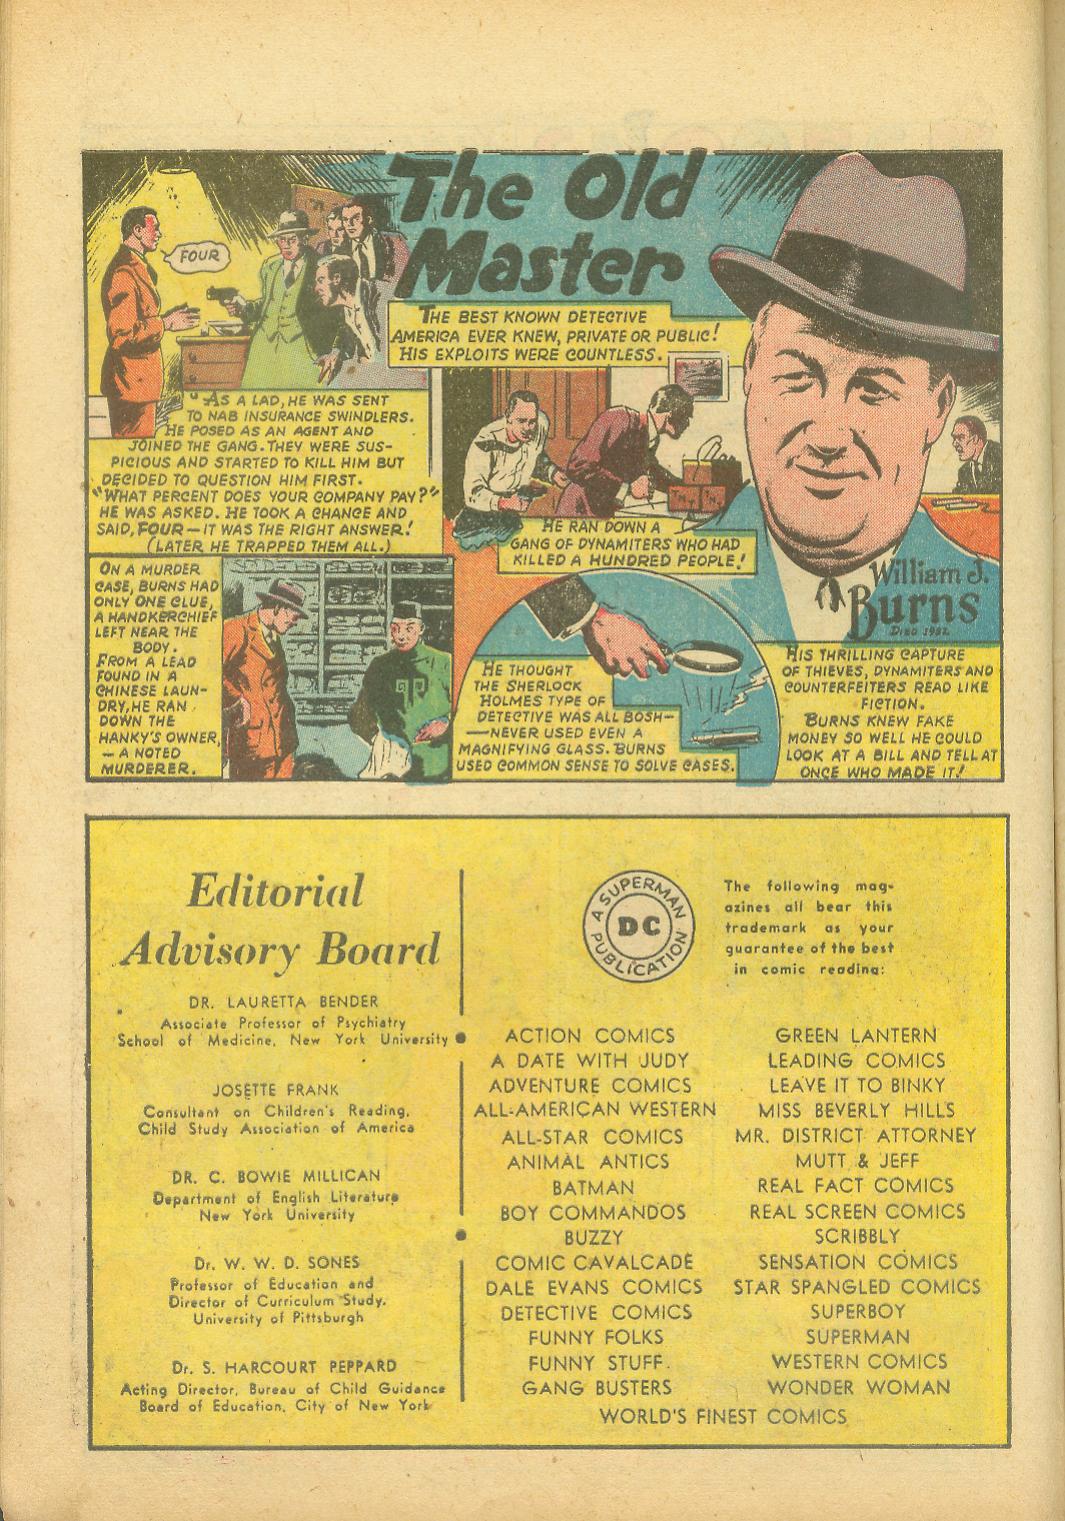 The Old
Master
FOUR
THE BEST KNOWN DETECTIVE
AMERICA EVER KNEW, PRIVATE OR PUBLIC!
HIS EXPLOITS WERE COUNTLESS.
"AS A LAD, HE WAS SENT
TO NAB INSURANCE SWINDLERS.
HE POSED AS AN AGENT AND
JOINED THE GANG. THEY WERE SUS-
PICIOUS AND STARTED TO KILL HIM BUT
DECIDED TO QUESTION HIM FIRST.
"WHAT PERCENT DOES YOUR COMPANY PAY?"
HE WAS ASKED. HE TOOK A CHANCE AND
SAID, FOUR — IT WAS THE RIGHT ANSWER!
(LATER HE TRAPPED THEM ALL.)
HE RAN DOWN A
GANG OF DYNAMITERS WHO HAD
KILLED A HUNDRED PEOPLE!
TNT
William J.
Burns
DIED 1932.
ON A MURDER
CASE, BURNS HAD
ONLY ONE CLUE,
A HANDKERCHIEF
LEFT NEAR THE
BODY.
FROM A LEAD
FOUND IN A
CHINESE LAUN-
DRY, HE RAN
DOWN THE
HANKY'S OWNER,
— A NOTED
MURDERER.
HE THOUGHT
THE SHERLOCK
HOLMES TYPE OF
DETECTIVE WAS ALL BOSH—
—NEVER USED EVEN A
MAGNIFYING GLASS. BURNS
USED COMMON SENSE TO SOLVE CASES.
HIS THRILLING CAPTURE
OF THIEVES, DYNAMITERS AND
COUNTERFEITERS READ LIKE
FICTION.
BURNS KNEW FAKE
MONEY SO WELL HE COULD
LOOK AT A BILL AND TELL AT
ONCE WHO MADE IT!
Editorial
Advisory Board
DR. LAURETTA BENDER
Associate Professor of Psychiatry
School of Medicine, New York University
JOSETTE FRANK
Consultant on Children's Reading,
Child Study Association of America
DR. C. BOWIE MILLICAN
Department of English Literature
New York University
Dr. W. W. D. SONES
Professor of Education and
Director of Curriculum Study,
University of Pittsburgh
Dr. S. HARCOURT PEPPARD
Acting Director, Bureau of Child Guidance
Board of Education, City of New York
A SUPERMAN
DC
PUBLICATION
The following mag-
azines all bear this
trademark as your
guarantee of the best
in comic reading:
ACTION COMICS
A DATE WITH JUDY
ADVENTURE COMICS
ALL-AMERICAN WESTERN
ALL-STAR COMICS
ANIMAL ANTICS
BATMAN
BOY COMMANDOS
BUZZY
COMIC CAVALCADE
DALE EVANS COMICS
DETECTIVE COMICS
FUNNY FOLKS
FUNNY STUFF.
GANG BUSTERS
GREEN LANTERN
LEADING COMICS
LEAVE IT TO BINKY
MISS BEVERLY HILLS
MR. DISTRICT ATTORNEY
MUTT & JEFF
REAL FACT COMICS
REAL SCREEN COMICS
SCRIBBLY
SENSATION COMICS
STAR SPANGLED COMICS
SUPERBOY
SUPERMAN
WESTERN COMICS
WONDER WOMAN
WORLD'S FINEST COMICS